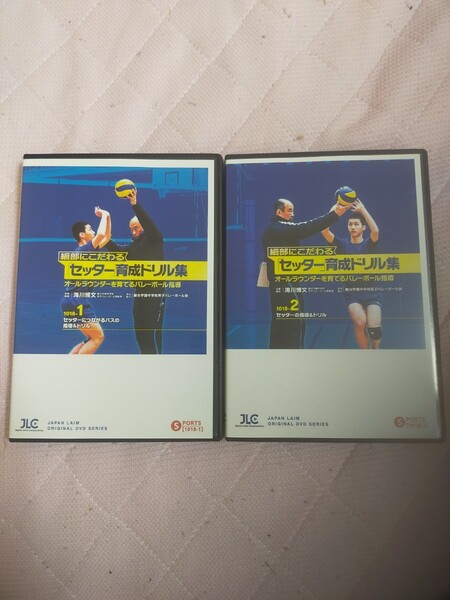 細部にこだわる
セッター育成ドリル集
オールラウンダーを育てるバレーボール指導
海川博文
1018-1
セッターにつながるパスの
指導&ドリル
JLC
JAPAN LAIM
ORIGINAL DVD SERIES
SPORTS
[1018-1]
細部にこだわる
セッター育成ドリル集
オールラウンダーを育てるバレーボール指導
海川博文
1018-2
セッターの指導&ドリル
JLC
JAPAN LAIM
ORIGINAL DVD SERIES
SPORTS